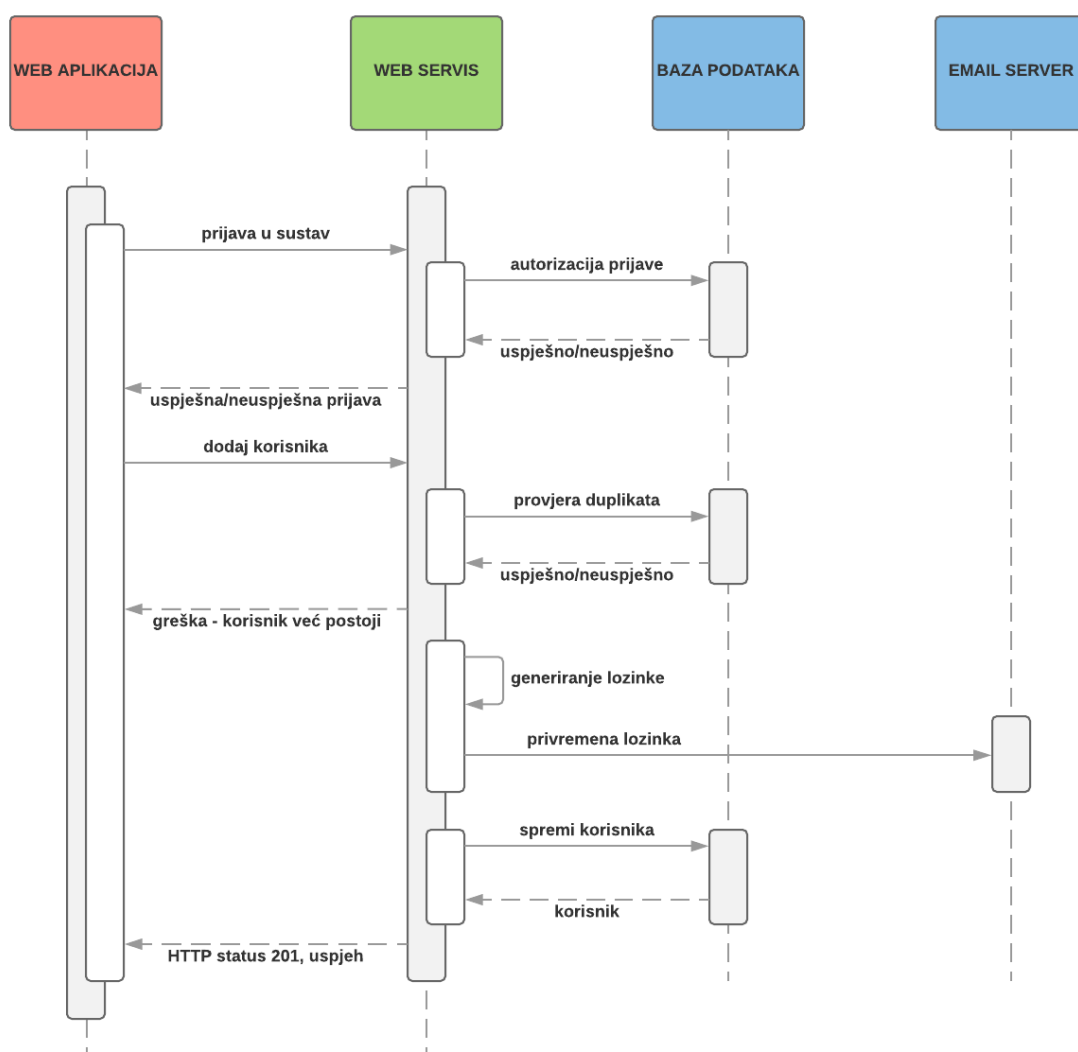 WEB APLIKACIJA
WEB SERVIS
BAZA PODATAKA
EMAIL SERVER
prijava u sustav
autorizacija prijave
uspješno/neuspješno
uspješna/neuspješna prijava
dodaj korisnika
provjera duplikata
uspješno/neuspješno
greška - korisnik već postoji
generiranje lozinke
privremena lozinka
spremi korisnika
korisnik
HTTP status 201, uspjeh